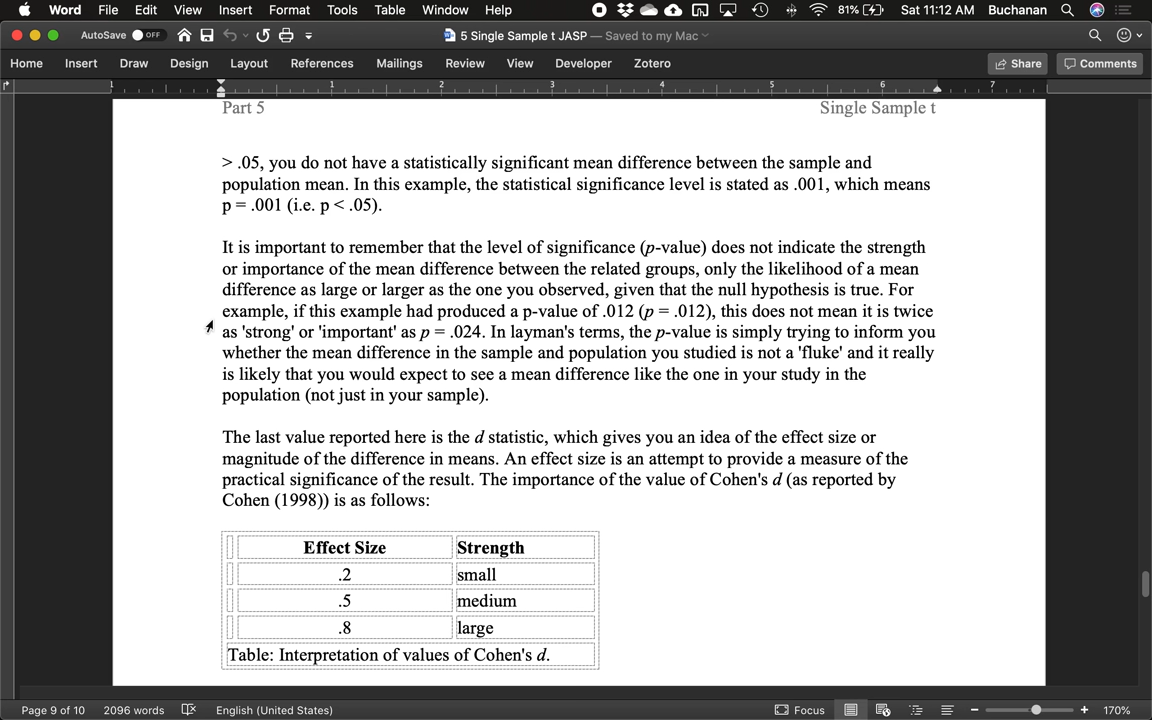 Word File Edit View Insert Format Tools Table Window Help 81% Sat 11:12 AM Buchanan
AutoSave OFF 5 Single Sample t JASP — Saved to my Mac
Home Insert Draw Design Layout References Mailings Review View Developer Zotero Share Comments
1 1 2 3 4 5 6 7
Part 5 Single Sample t
> .05, you do not have a statistically significant mean difference between the sample and
population mean. In this example, the statistical significance level is stated as .001, which means
p = .001 (i.e. p < .05).
It is important to remember that the level of significance (p-value) does not indicate the strength
or importance of the mean difference between the related groups, only the likelihood of a mean
difference as large or larger as the one you observed, given that the null hypothesis is true. For
example, if this example had produced a p-value of .012 (p = .012), this does not mean it is twice
as 'strong' or 'important' as p = .024. In layman's terms, the p-value is simply trying to inform you
whether the mean difference in the sample and population you studied is not a 'fluke' and it really
is likely that you would expect to see a mean difference like the one in your study in the
population (not just in your sample).
The last value reported here is the d statistic, which gives you an idea of the effect size or
magnitude of the difference in means. An effect size is an attempt to provide a measure of the
practical significance of the result. The importance of the value of Cohen's d (as reported by
Cohen (1998)) is as follows:
Effect Size Strength
.2 small
.5 medium
.8 large
Table: Interpretation of values of Cohen's d.
Page 9 of 10 2096 words English (United States) Focus 170%